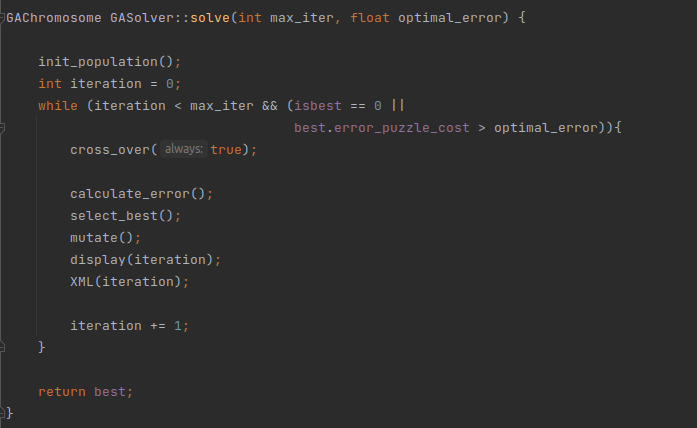 GAChromosome GASolver::solve(int max_iter, float optimal_error) {
init_population();
int iteration = 0;
while (iteration < max_iter && (isbest == 0 ||
best.error_puzzle_cost > optimal_error)){
cross_over( always: true);
calculate_error();
select_best();
mutate();
display(iteration);
XML(iteration);
iteration += 1;
}
return best;
}